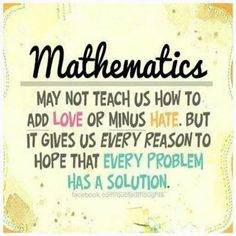 Mathematics
MAY NOT TEACH US HOW TO
ADD LOVE OR MINUS HATE. BUT
IT GIVES US EVERY REASON TO
HOPE THAT EVERY PROBLEM
HAS A SOLUTION.